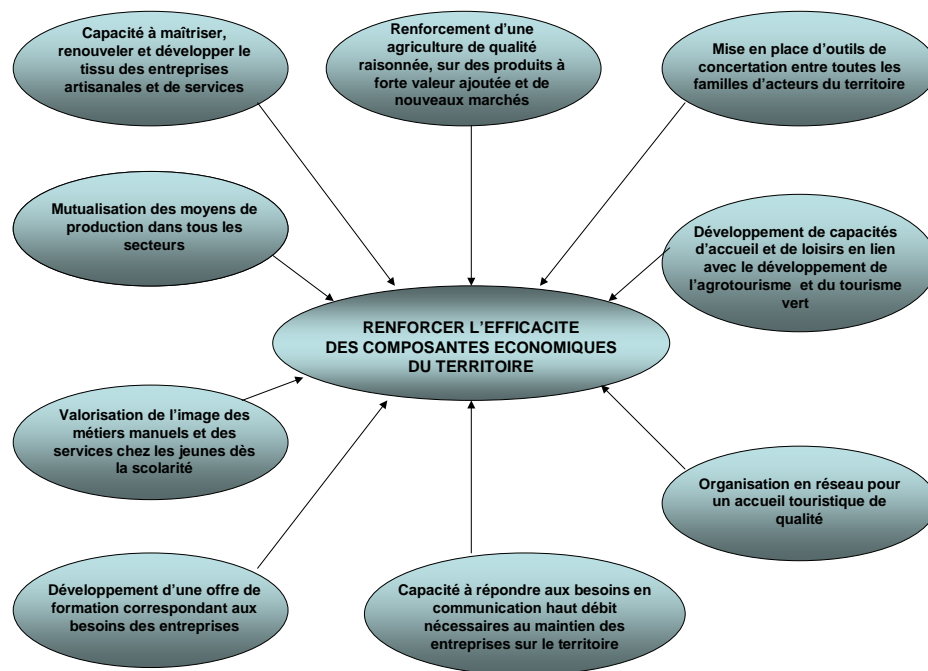 Capacité à maîtriser,
renouveler et développer le
tissu des entreprises
artisanales et de services
Renforcement d'une
agriculture de qualité
raisonnée, sur des produits à
forte valeur ajoutée et de
nouveaux marchés
Mise en place d'outils de
concertation entre toutes les
familles d'acteurs du territoire
Mutualisation des moyens de
production dans tous les
secteurs
Développement de capacités
d'accueil et de loisirs en lien
avec le développement de
l'agrotourisme et du tourisme
vert
RENFORCER L'EFFICACITE
DES COMPOSANTES ECONOMIQUES
DU TERRITOIRE
Valorisation de l'image des
métiers manuels et des
services chez les jeunes dès
la scolarité
Organisation en réseau pour
un accueil touristique de
qualité
Développement d'une offre de
formation correspondant aux
besoins des entreprises
Capacité à répondre aux besoins en
communication haut débit
nécessaires au maintien des
entreprises sur le territoire